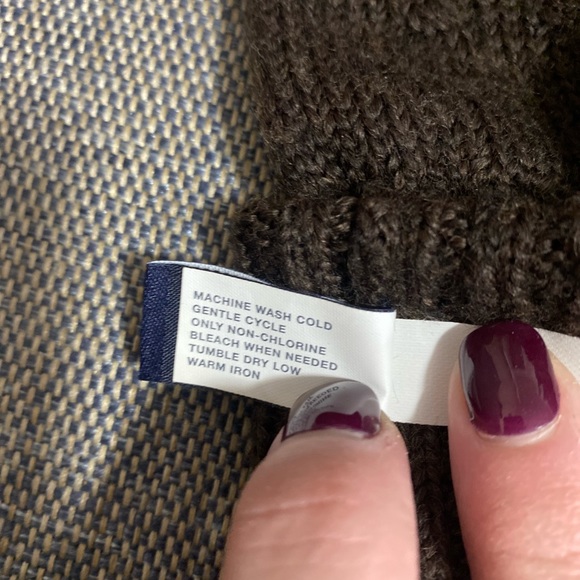 MACHINE WASH COLD
GENTLE CYCLE
ONLY NON-CHLORINE
BLEACH WHEN NEEDED
TUMBLE DRY LOW
WARM IRON